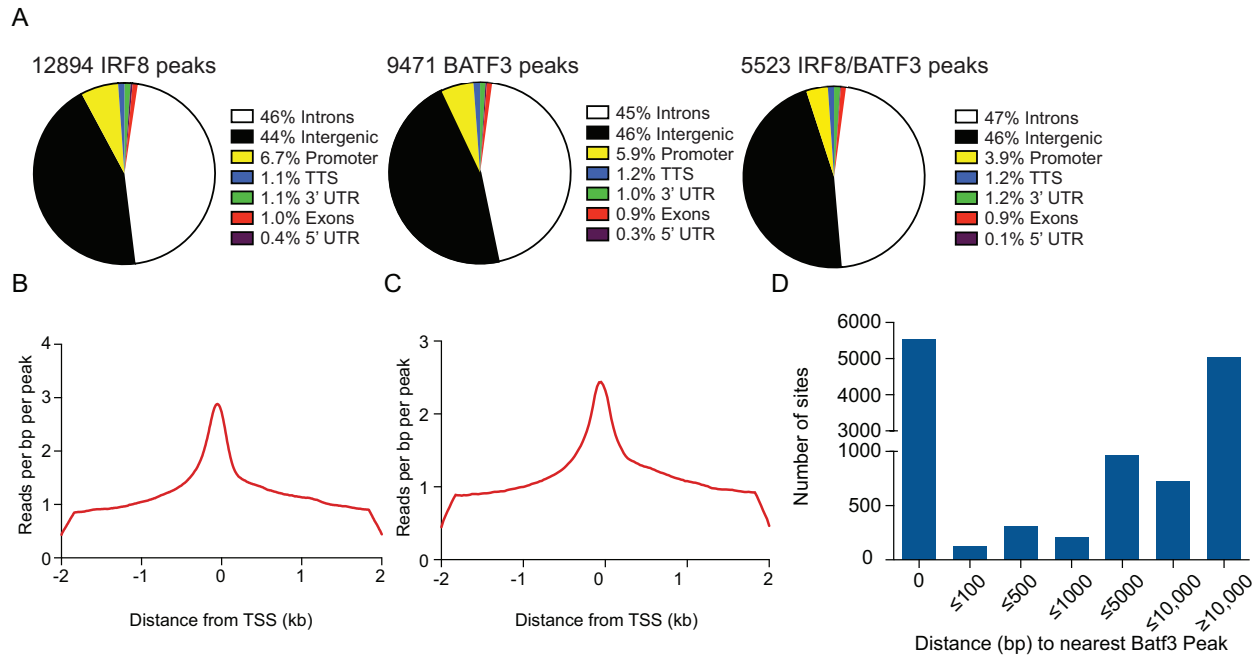 A
12894 IRF8 peaks
46% Introns
44% Intergenic
6.7% Promoter
1.1% TTS
1.1% 3' UTR
1.0% Exons
0.4% 5' UTR
9471 BATF3 peaks
45% Introns
46% Intergenic
5.9% Promoter
1.2% TTS
1.0% 3' UTR
0.9% Exons
0.3% 5' UTR
5523 IRF8/BATF3 peaks
47% Introns
46% Intergenic
3.9% Promoter
1.2% TTS
1.2% 3' UTR
0.9% Exons
0.1% 5' UTR
B
Reads per bp per peak
4
3
2
1
0
-2 -1 0 1 2
Distance from TSS (kb)
C
Reads per bp per peak
3
2
1
0
-2 -1 0 1 2
Distance from TSS (kb)
D
Number of sites
6000
5000
4000
3000
1000
500
0
0 ≤100 ≤500 ≤1000 ≤5000 ≤10,000 ≥10,000
Distance (bp) to nearest Batf3 Peak